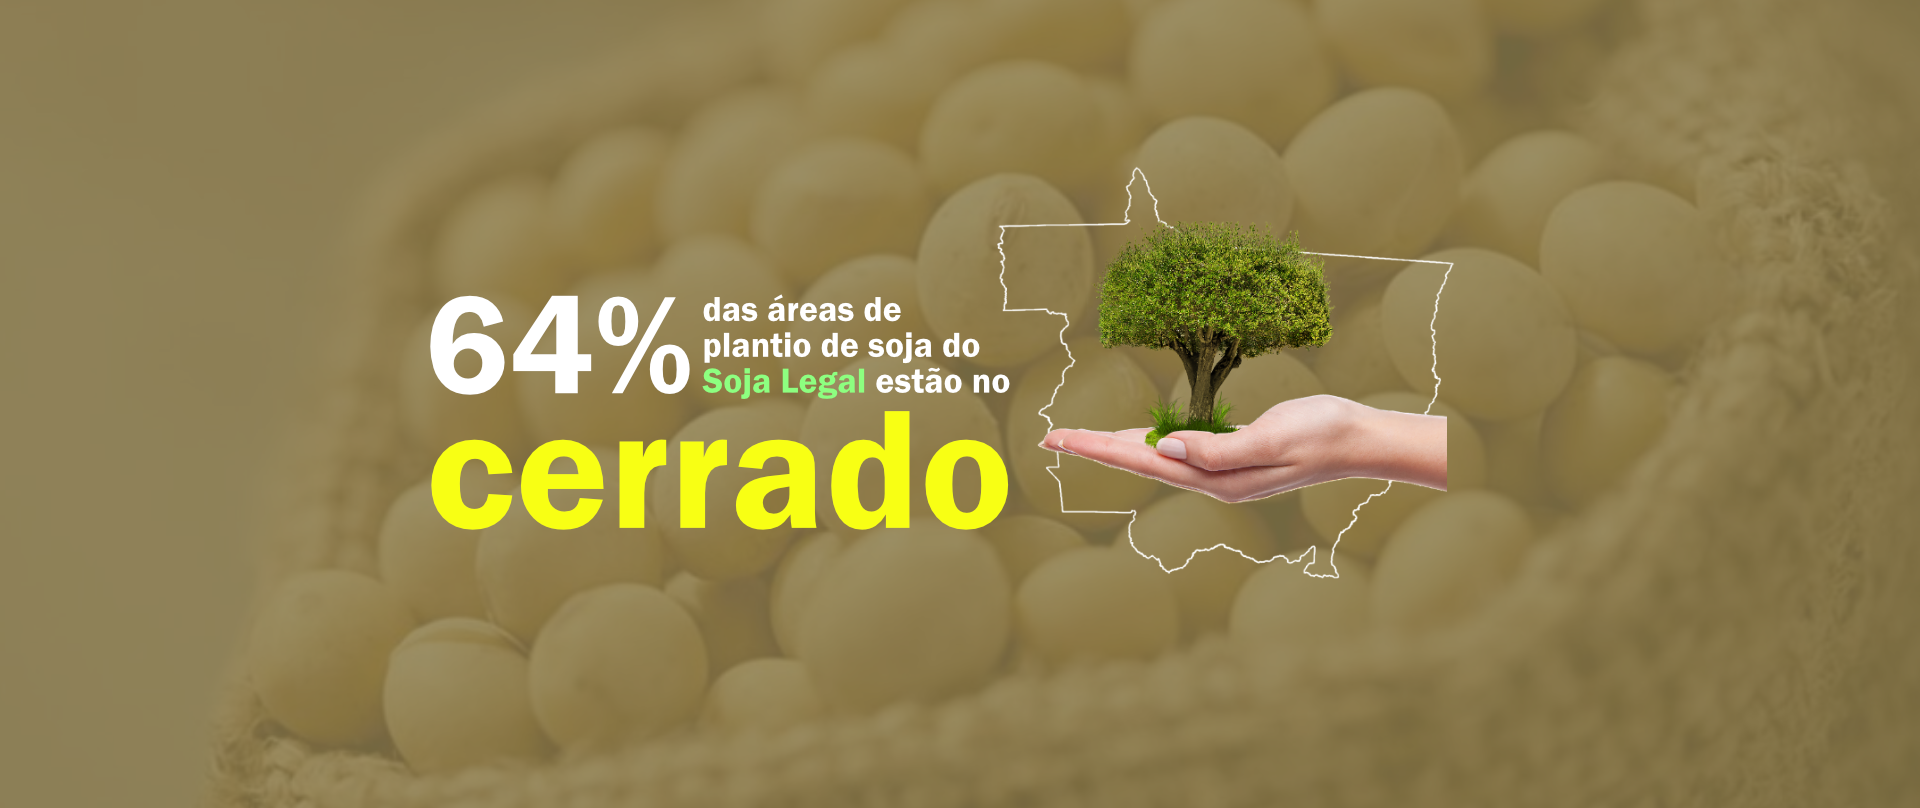 64%
das áreas de
plantio de soja do
Soja Legal estão no
cerrado